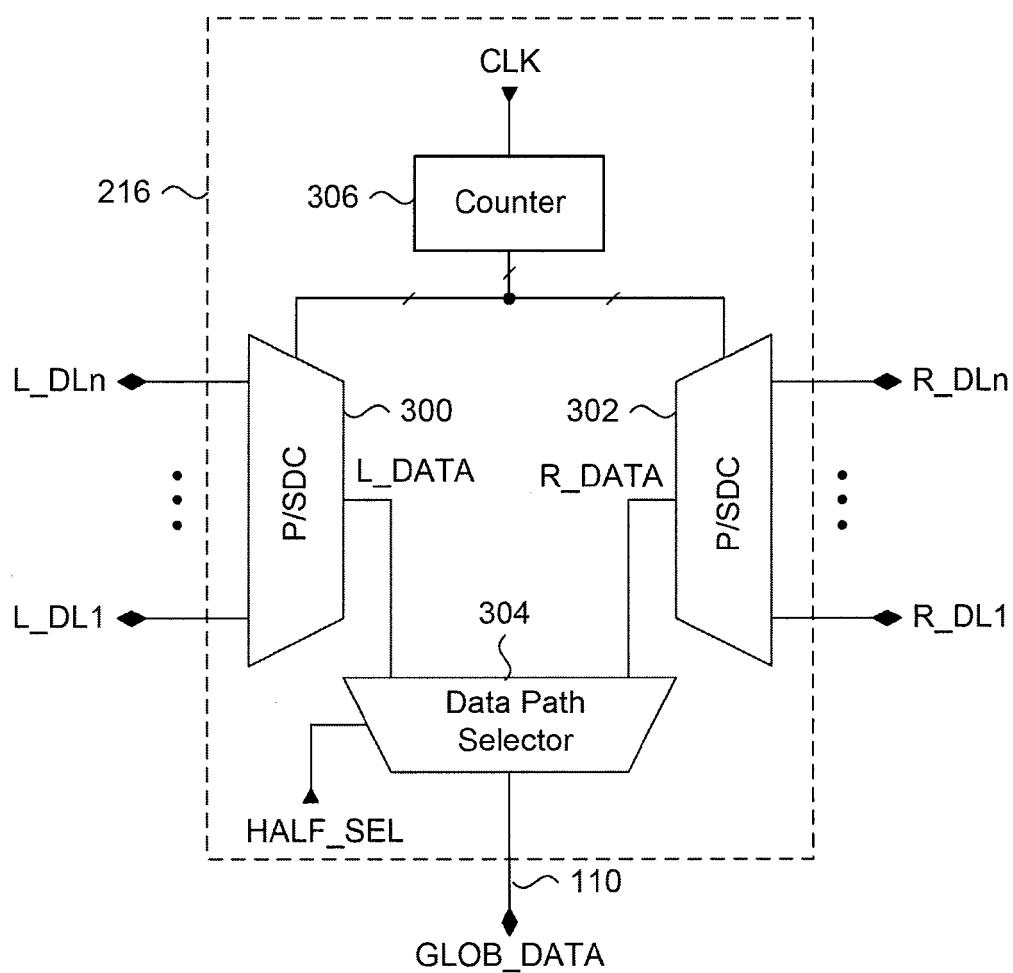 CLK
216
306
Counter
L_DLn
R_DLn
300
302
L_DATA
R_DATA
P/SDC
P/SDC
L_DL1
R_DL1
304
Data Path
Selector
HALF_SEL
110
GLOB_DATA